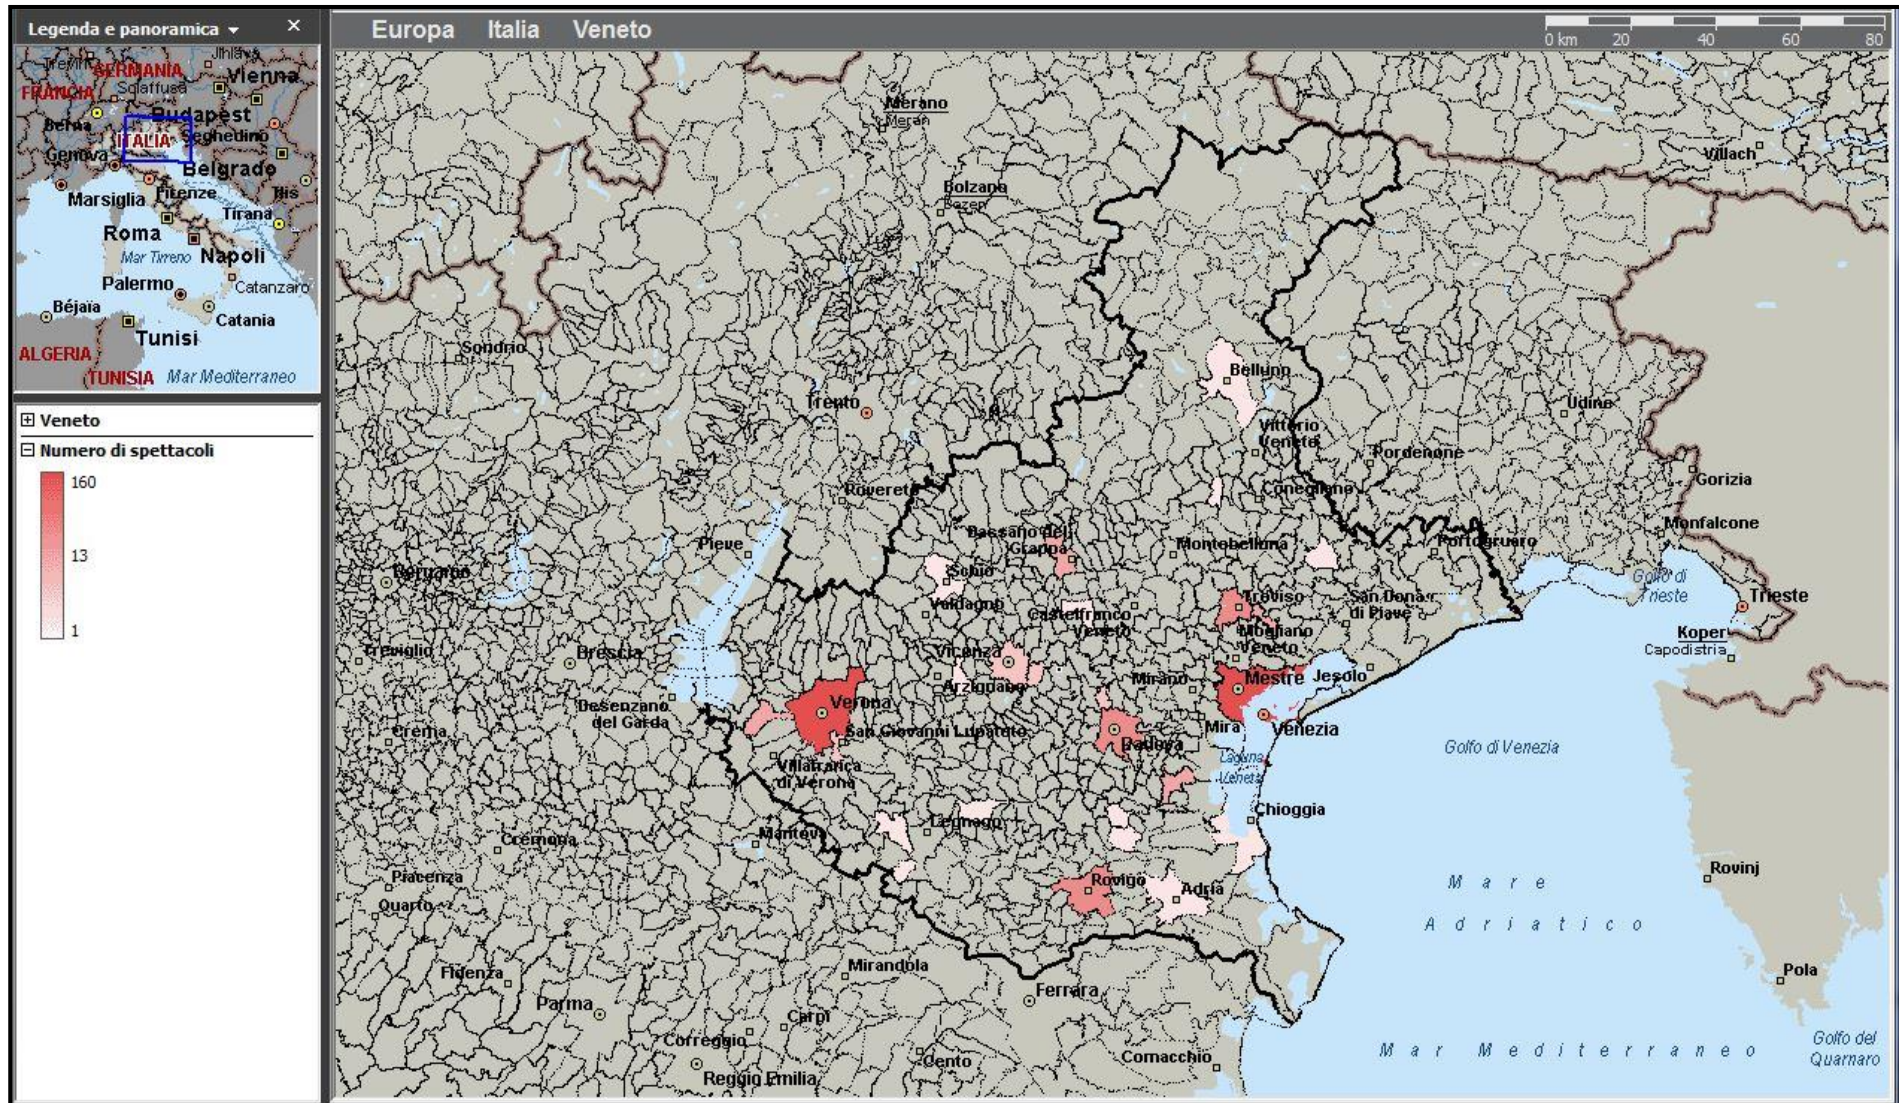 Legenda e panoramica
Europa Italia Veneto
0 km 20 40 60 80
Jihlava
GERMANIA
Sciaffusa
Vienna
FRANCIA
Budapest
Berna
Seghedino
ITALIA
Genova
Belgrado
Marsiglia
Firenze
Nis
Tirana
Roma
Mar Tirreno
Napoli
Palermo
Catanzaro
Béjaïa
Catania
Tunisi
ALGERIA
TUNISIA
Mar Mediterraneo
Veneto
Numero di spettacoli
160
13
1
Merano
Meran
Villach
Bolzano
Bozen
Sondrio
Belluno
Trento
Udine
Vittorio
Veneto
Pordenone
Rovereto
Conegliano
Gorizia
Monfalcone
Bassano del
Grappa
Pieve
Montebelluna
Portogruaro
Bergamo
Schio
Golfo di
Trieste
Trieste
Valdagno
Castelfranco
Veneto
Treviso
San Dona
di Piave
Koper
Capodistria
Mogliano
Veneto
Treviglio
Brescia
Vicenza
Arzignano
Mirano
Mestre
Jesolo
Desenzano
del Garda
Verona
Crema
San Giovanni Lupatoto
Padova
Mira
Venezia
Golfo di Venezia
Villafranca
di Verona
Laguna
Veneta
Chioggia
Legnago
Mantova
Cremona
Piacenza
Rovigo
Adria
Mare
Adriatico
Rovinj
Quarto
Fidenza
Mirandola
Pola
Parma
Ferrara
Carpi
Correggio
Cento
Comacchio
Mar Mediterraneo
Golfo del
Quarnaro
Reggio Emilia